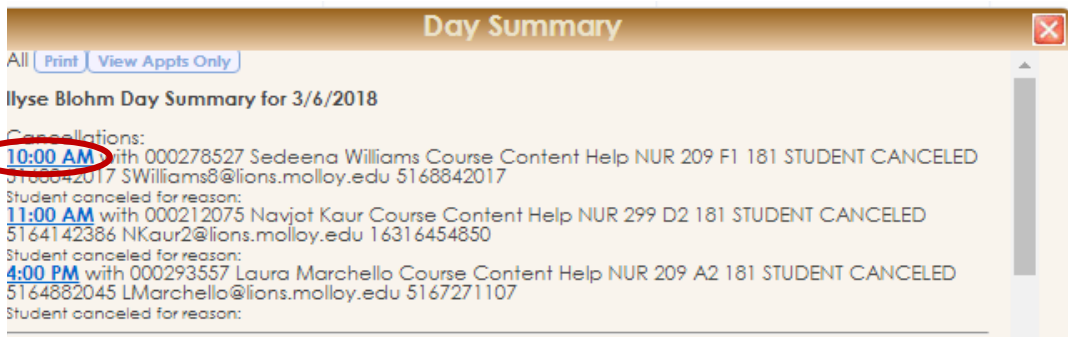 Day Summary
All Print View Appts Only
Ilyse Blohm Day Summary for 3/6/2018
Cancellations:
10:00 AM with 000278527 Sedeena Williams Course Content Help NUR 209 F1 181 STUDENT CANCELED
5168842017 SWilliams8@lions.molloy.edu 5168842017
Student canceled for reason:
11:00 AM with 000212075 Navjot Kaur Course Content Help NUR 299 D2 181 STUDENT CANCELED
5164142386 NKaur2@lions.molloy.edu 16316454850
Student canceled for reason:
4:00 PM with 000293557 Laura Marchello Course Content Help NUR 209 A2 181 STUDENT CANCELED
5164882045 LMarchello@lions.molloy.edu 5167271107
Student canceled for reason: